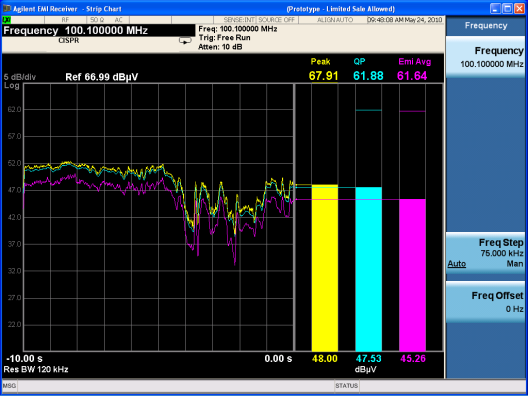 Agilent EMI Receiver - Strip Chart (Prototype - Limited Sale Allowed)
LXI RF 50 Ω AC SENSE:INT SOURCE OFF ALIGN AUTO 09:48:08 AM May 24, 2010
Frequency 100.100000 MHz
CISPR
Freq: 100.100000 MHz
Trig: Free Run
Atten: 10 dB
5 dB/div Ref 66.99 dBµV
Log
Peak QP EmI Avg
67.91 61.88 61.64
62.0
57.0
52.0
47.0
42.0
37.0
32.0
27.0
22.0
-10.00 s 0.00 s
48.00 47.53 45.26
Res BW 120 kHz dBµV
MSG STATUS
Frequency
Frequency
100.100000 MHz
Freq Step
75.000 kHz
Auto Man
Freq Offset
0 Hz